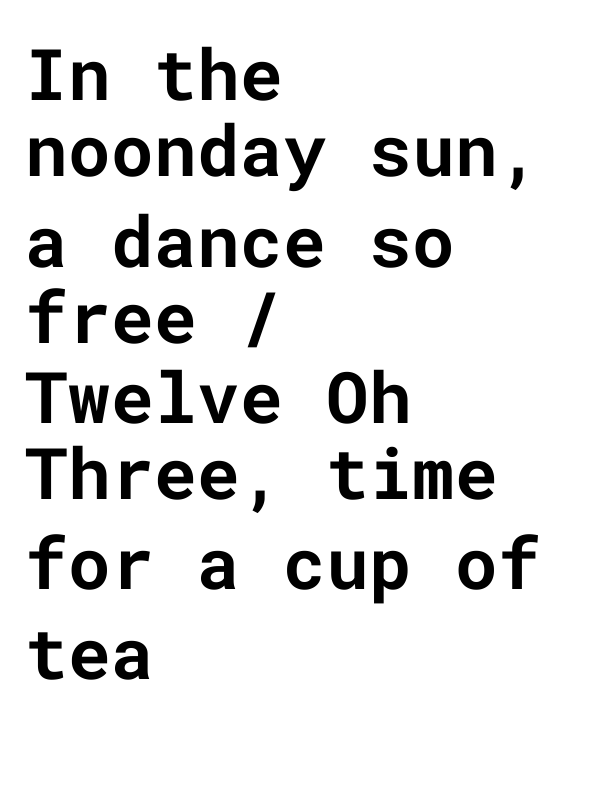 In the
noonday sun,
a dance so
free /
Twelve Oh
Three, time
for a cup of
tea